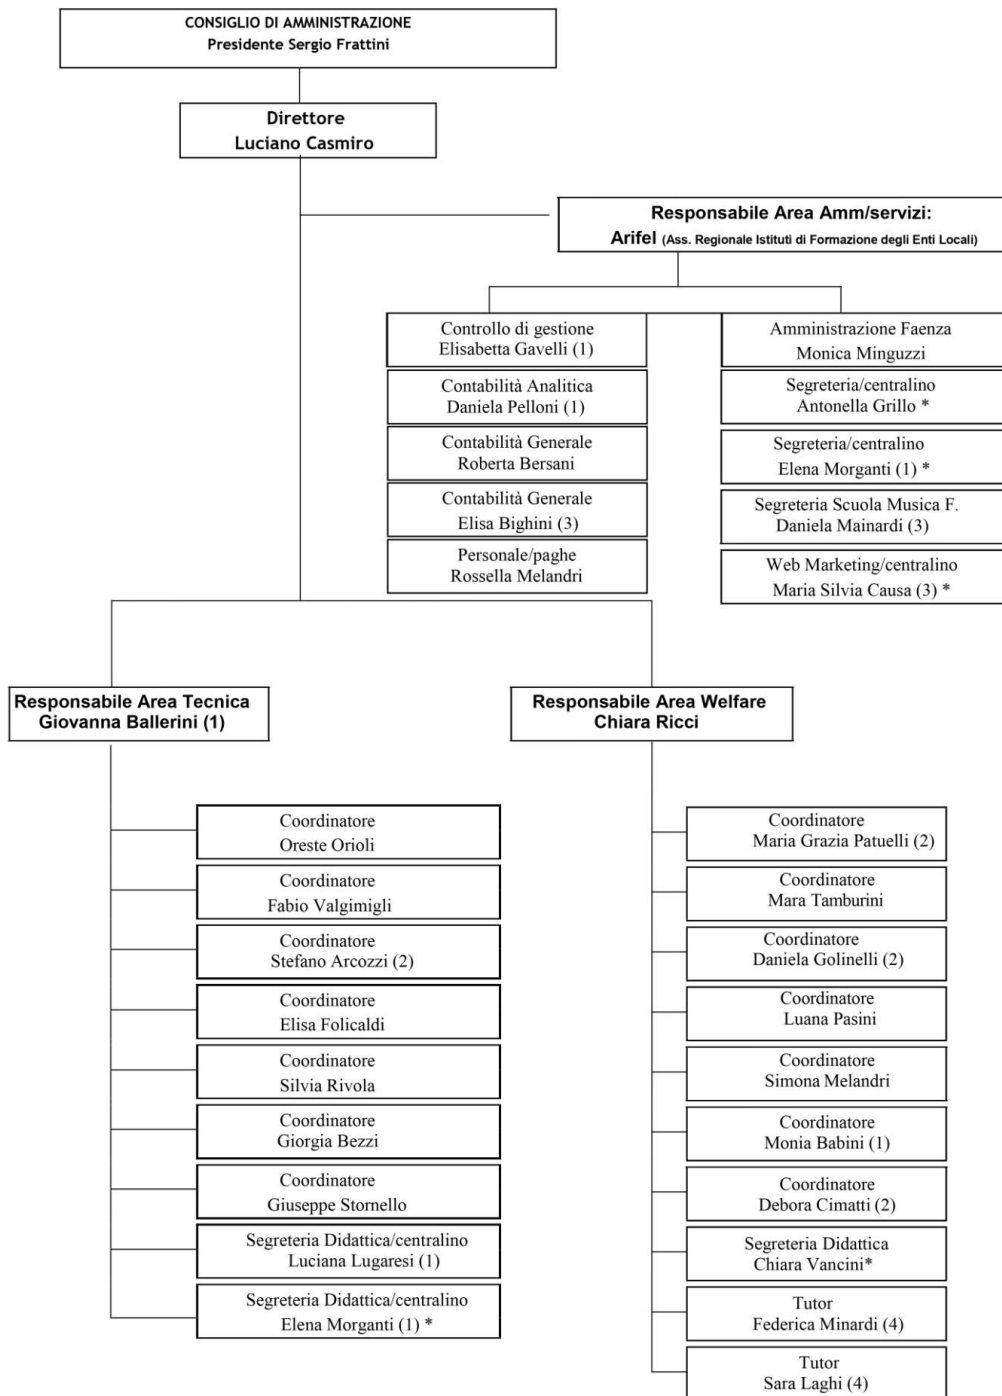 CONSIGLIO DI AMMINISTRAZIONE
Presidente Sergio Frattini
Direttore
Luciano Casmiro
Responsabile Area Amm/servizi:
Arifel (Ass. Regionale Istituti di Formazione degli Enti Locali)
Controllo di gestione
Elisabetta Gavelli (1)
Contabilità Analitica
Daniela Pelloni (1)
Contabilità Generale
Roberta Bersani
Contabilità Generale
Elisa Bighini (3)
Personale/paghe
Rossella Melandri
Amministrazione Faenza
Monica Minguzzi
Segreteria/centralino
Antonella Grillo *
Segreteria/centralino
Elena Morganti (1) *
Segreteria Scuola Musica F.
Daniela Mainardi (3)
Web Marketing/centralino
Maria Silvia Causa (3) *
Responsabile Area Tecnica
Giovanna Ballerini (1)
Coordinatore
Oreste Orioli
Coordinatore
Fabio Valgimigli
Coordinatore
Stefano Arcozzi (2)
Coordinatore
Elisa Folicaldi
Coordinatore
Silvia Rivola
Coordinatore
Giorgia Bezzi
Coordinatore
Giuseppe Stornello
Segreteria Didattica/centralino
Luciana Lugaresi (1)
Segreteria Didattica/centralino
Elena Morganti (1) *
Responsabile Area Welfare
Chiara Ricci
Coordinatore
Maria Grazia Patuelli (2)
Coordinatore
Mara Tamburini
Coordinatore
Daniela Golinelli (2)
Coordinatore
Luana Pasini
Coordinatore
Simona Melandri
Coordinatore
Monia Babini (1)
Coordinatore
Debora Cimatti (2)
Segreteria Didattica
Chiara Vancini*
Tutor
Federica Minardi (4)
Tutor
Sara Laghi (4)